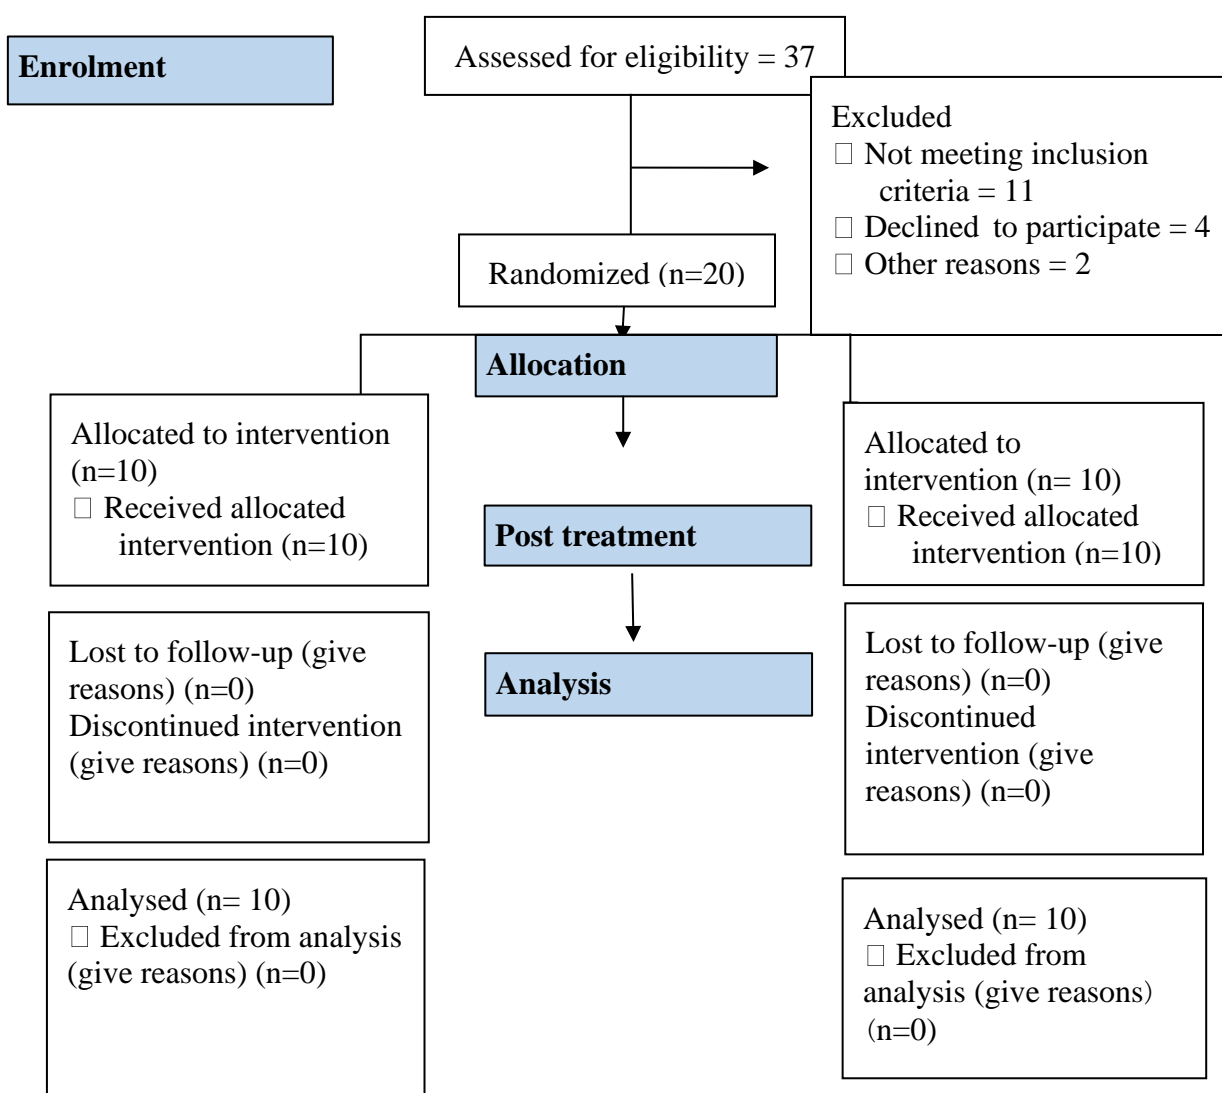 Enrolment
Assessed for eligibility = 37
Excluded
□ Not meeting inclusion
criteria = 11
□ Declined to participate = 4
□ Other reasons = 2
Randomized (n=20)
Allocation
Allocated to intervention
(n=10)
□ Received allocated
intervention (n=10)
Allocated to
intervention (n= 10)
□ Received allocated
intervention (n=10)
Post treatment
Lost to follow-up (give
reasons) (n=0)
Discontinued intervention
(give reasons) (n=0)
Lost to follow-up (give
reasons) (n=0)
Discontinued
intervention (give
reasons) (n=0)
Analysis
Analysed (n= 10)
□ Excluded from analysis
(give reasons) (n=0)
Analysed (n= 10)
□ Excluded from
analysis (give reasons)
(n=0)